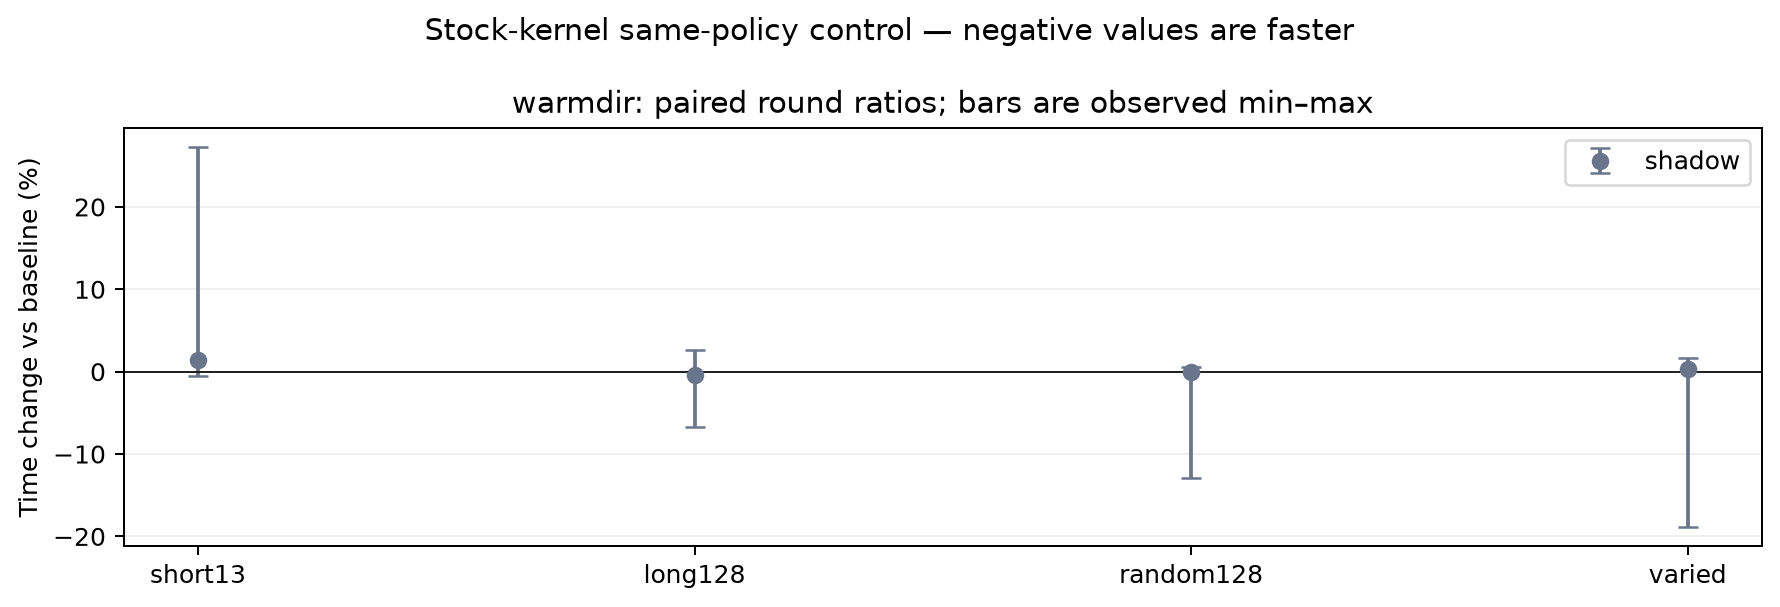 Stock-kernel same-policy control — negative values are faster
warmdir: paired round ratios; bars are observed min–max
Time change vs baseline (%)
20
10
0
−10
−20
shadow
short13
long128
random128
varied